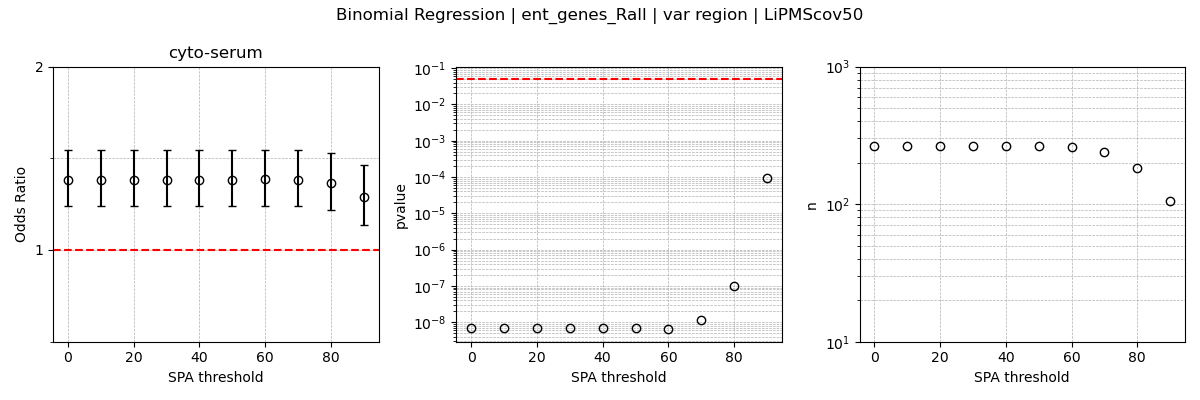 Binomial Regression | ent_genes_Rall | var region | LiPMScov50
cyto-serum
Odds Ratio
2
1
0 20 40 60 80
SPA threshold
pvalue
10⁻¹
10⁻²
10⁻³
10⁻⁴
10⁻⁵
10⁻⁶
10⁻⁷
10⁻⁸
0 20 40 60 80
SPA threshold
n
10³
10²
10¹
0 20 40 60 80
SPA threshold